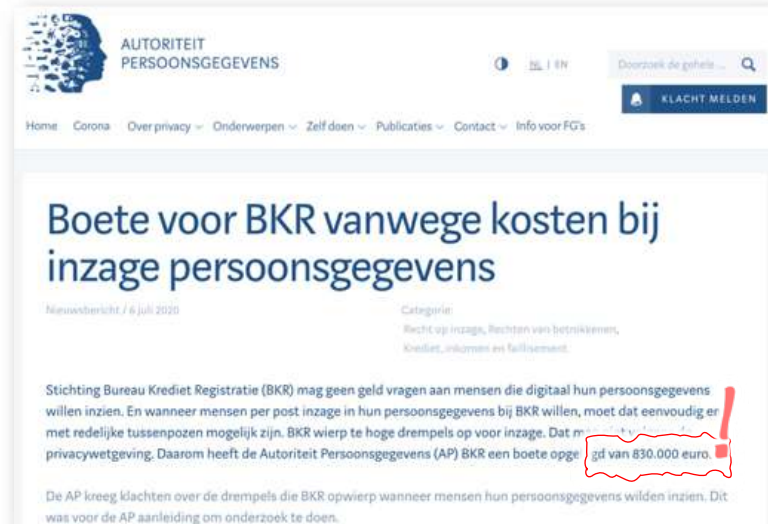 AUTORITEIT
PERSOONSGEGEVENS
NL | EN
Doorzoek de gehele ...
KLACHT MELDEN
Home Corona Over privacy Onderwerpen Zelf doen Publicaties Contact Info voor FG's
Boete voor BKR vanwege kosten bij
inzage persoonsgegevens
Nieuwsbericht / 6 juli 2020
Categorie:
Recht op inzage, Rechten van betrokkenen,
Krediet, inkomen en faillissement
Stichting Bureau Krediet Registratie (BKR) mag geen geld vragen aan mensen die digitaal hun persoonsgegevens
willen inzien. En wanneer mensen per post inzage in hun persoonsgegevens bij BKR willen, moet dat eenvoudig er
met redelijke tussenpozen mogelijk zijn. BKR wierp te hoge drempels op voor inzage. Dat
privacywetgeving. Daarom heeft de Autoriteit Persoonsgegevens (AP) BKR een boete opge gd van 830.000 euro.
!
De AP kreeg klachten over de drempels die BKR opwierp wanneer mensen hun persoonsgegevens wilden inzien. Dit
was voor de AP aanleiding om onderzoek te doen.